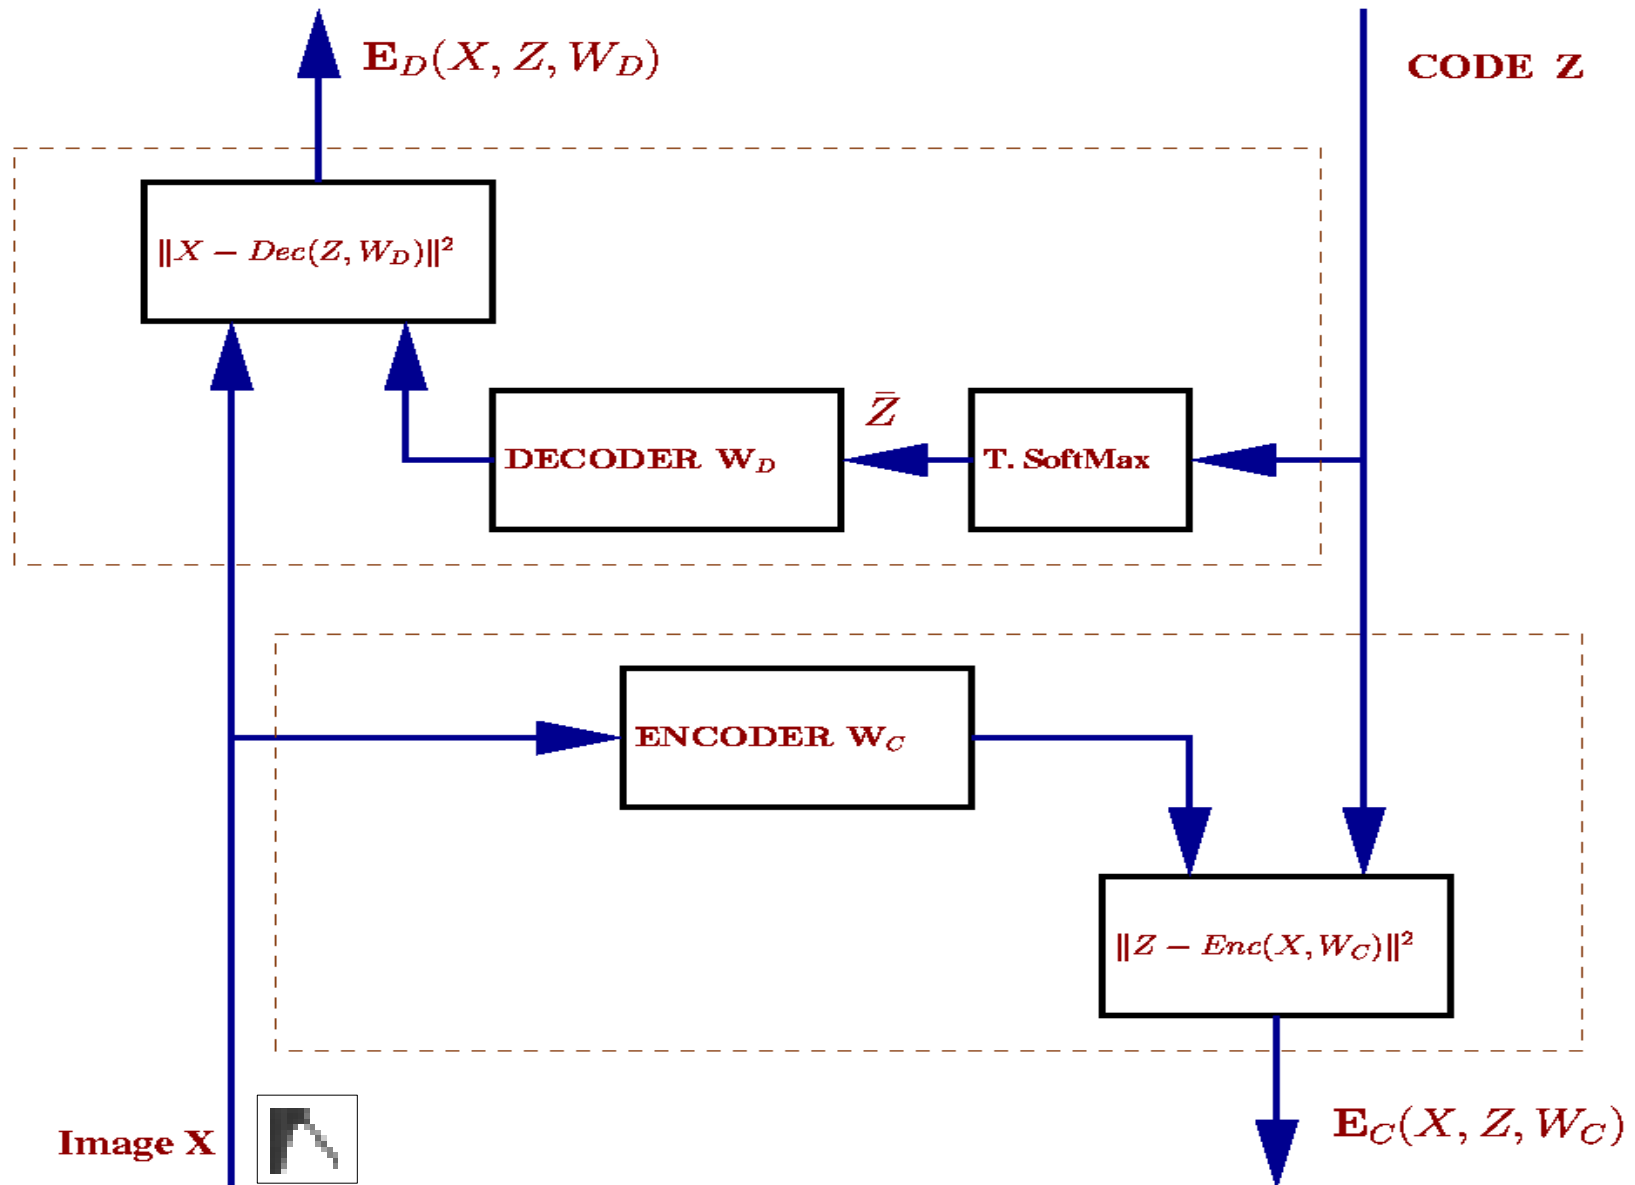 E_D(X, Z, W_D)
CODE Z
‖X − Dec(Z, W_D)‖²
Z̄
DECODER W_D
T. SoftMax
ENCODER W_C
‖Z − Enc(X, W_C)‖²
E_C(X, Z, W_C)
Image X